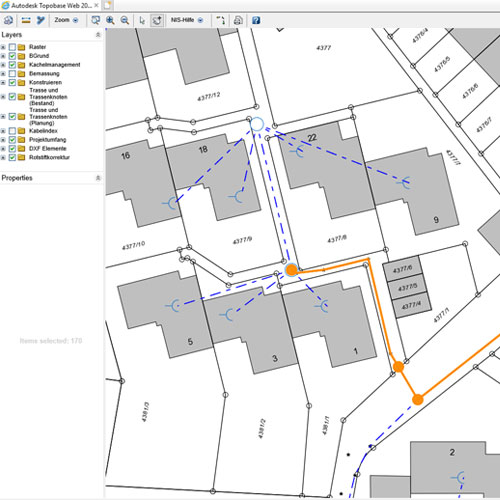 Autodesk Topobase Web 20...
Zoom
NIS-Hilfe
Layers
Raster
BGrund
Kachelmanagement
Bemassung
Konstruieren
Trasse und
Trassenknoten
(Bestand)
Trasse und
Trassenknoten
(Planung)
Kabelindex
Projektumfang
DXF Elemente
Rotstiftkorrektur
Properties
Items selected: 170
4377
4376/4
4376/5
4376/6
4376/7
4377/12
22
16
18
4377/7
9
4377/10
4377/9
4377/8
4377/6
4377/5
4377/4
4377/1
5
3
1
4381/3
4381/2
4381/1
2